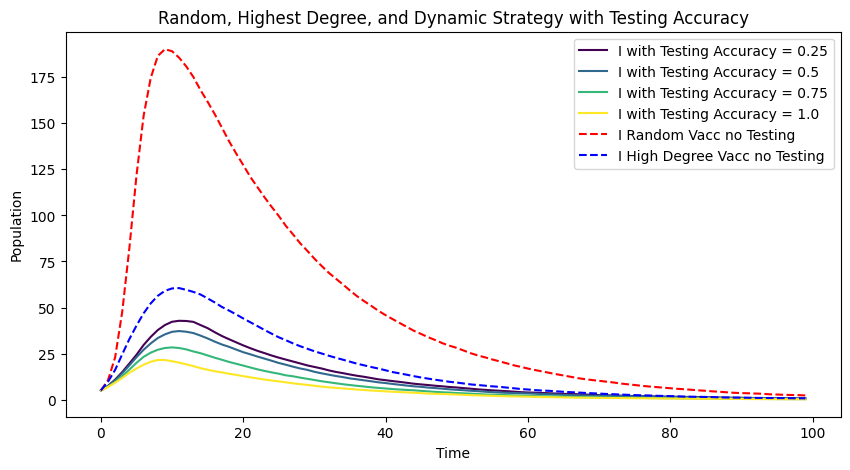 Random, Highest Degree, and Dynamic Strategy with Testing Accuracy
I with Testing Accuracy = 0.25
I with Testing Accuracy = 0.5
I with Testing Accuracy = 0.75
I with Testing Accuracy = 1.0
I Random Vacc no Testing
I High Degree Vacc no Testing
Population
175
150
125
100
75
50
25
0
0 20 40 60 80 100
Time